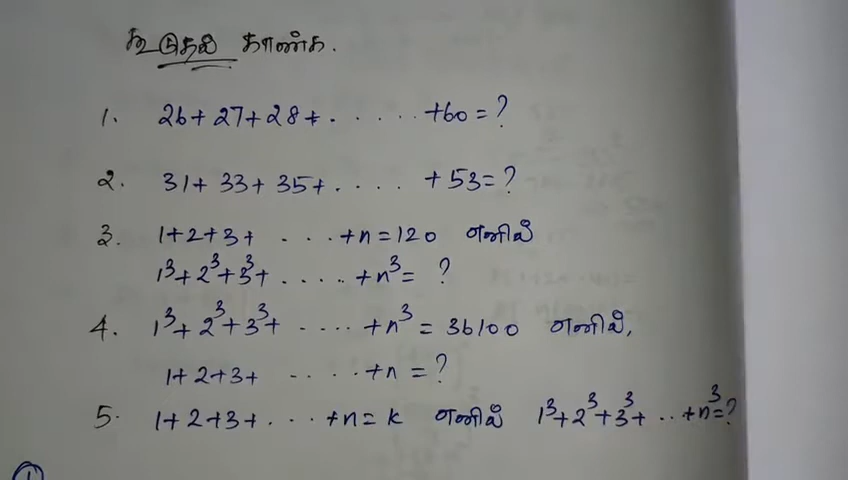 கூடுதல் காண்க.
1. 26+27+28+......+60=?
2. 31+33+35+.... +53=?
3. 1+2+3+ ....+n=120 எனில்
1³+2³+3³+.....+n³= ?
4. 1³+2³+3³+ ....+n³=36100 எனில்,
1+2+3+ .....+n=?
5. 1+2+3+....+n=k எனில் 1³+2³+3³+..+n³=?